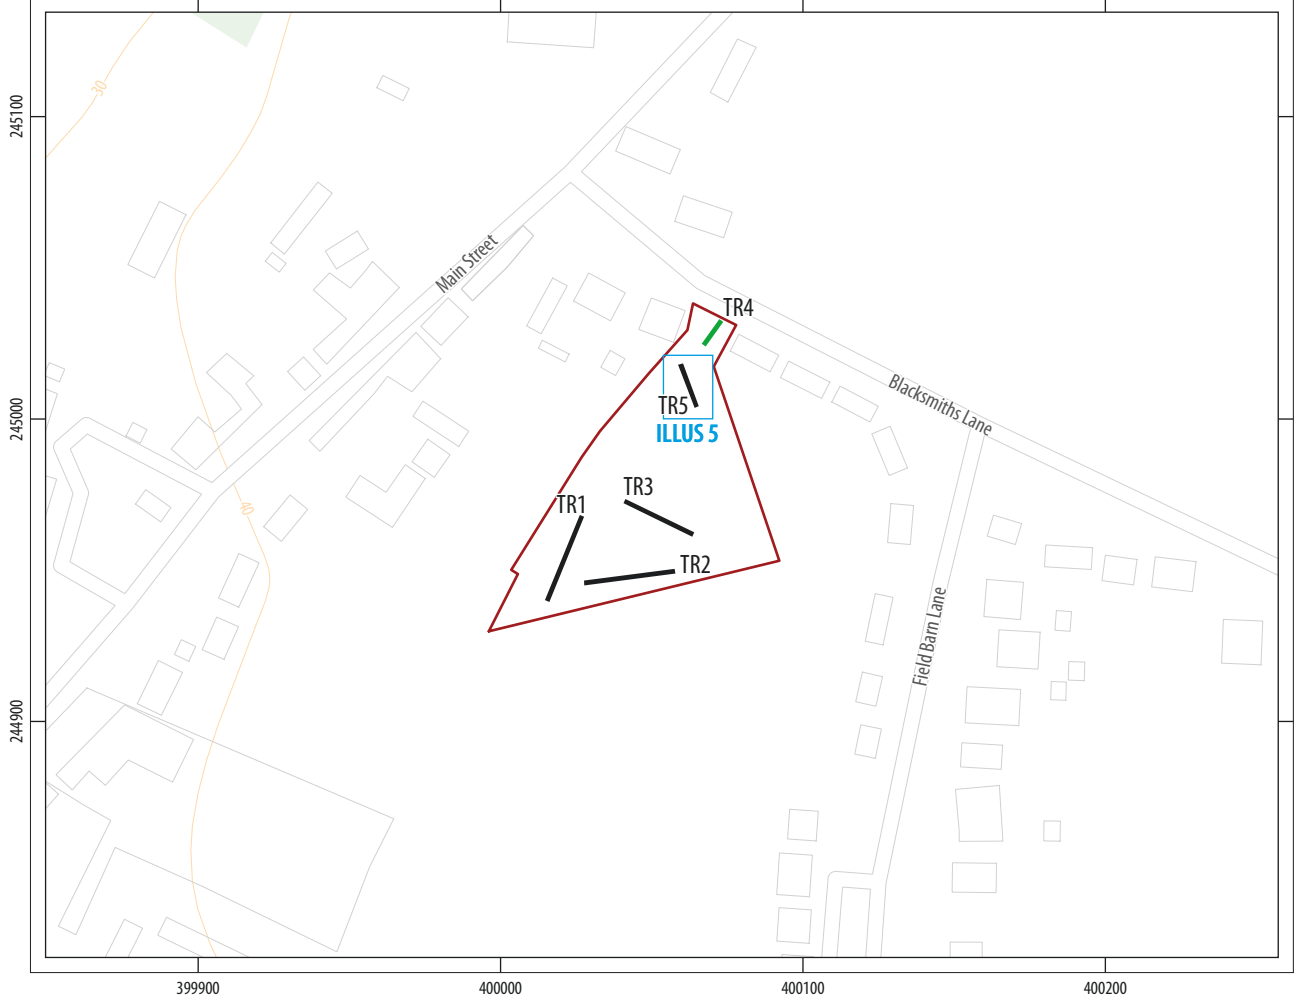 245100
30
Main Street
TR4
Blacksmiths Lane
245000
TR5
ILLUS 5
TR3
TR1
40
TR2
Field Barn Lane
244900
399900
400000
400100
400200